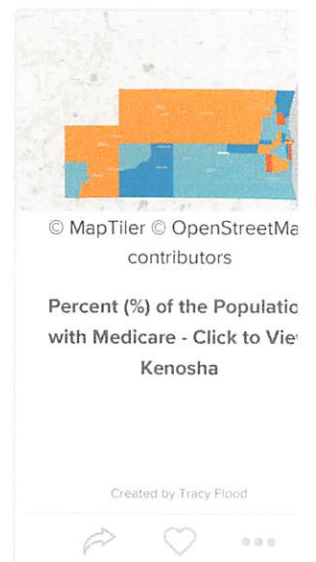 © MapTiler © OpenStreetMa
contributors
Percent (%) of the Populatio
with Medicare - Click to Vie
Kenosha
Created by Tracy Flood